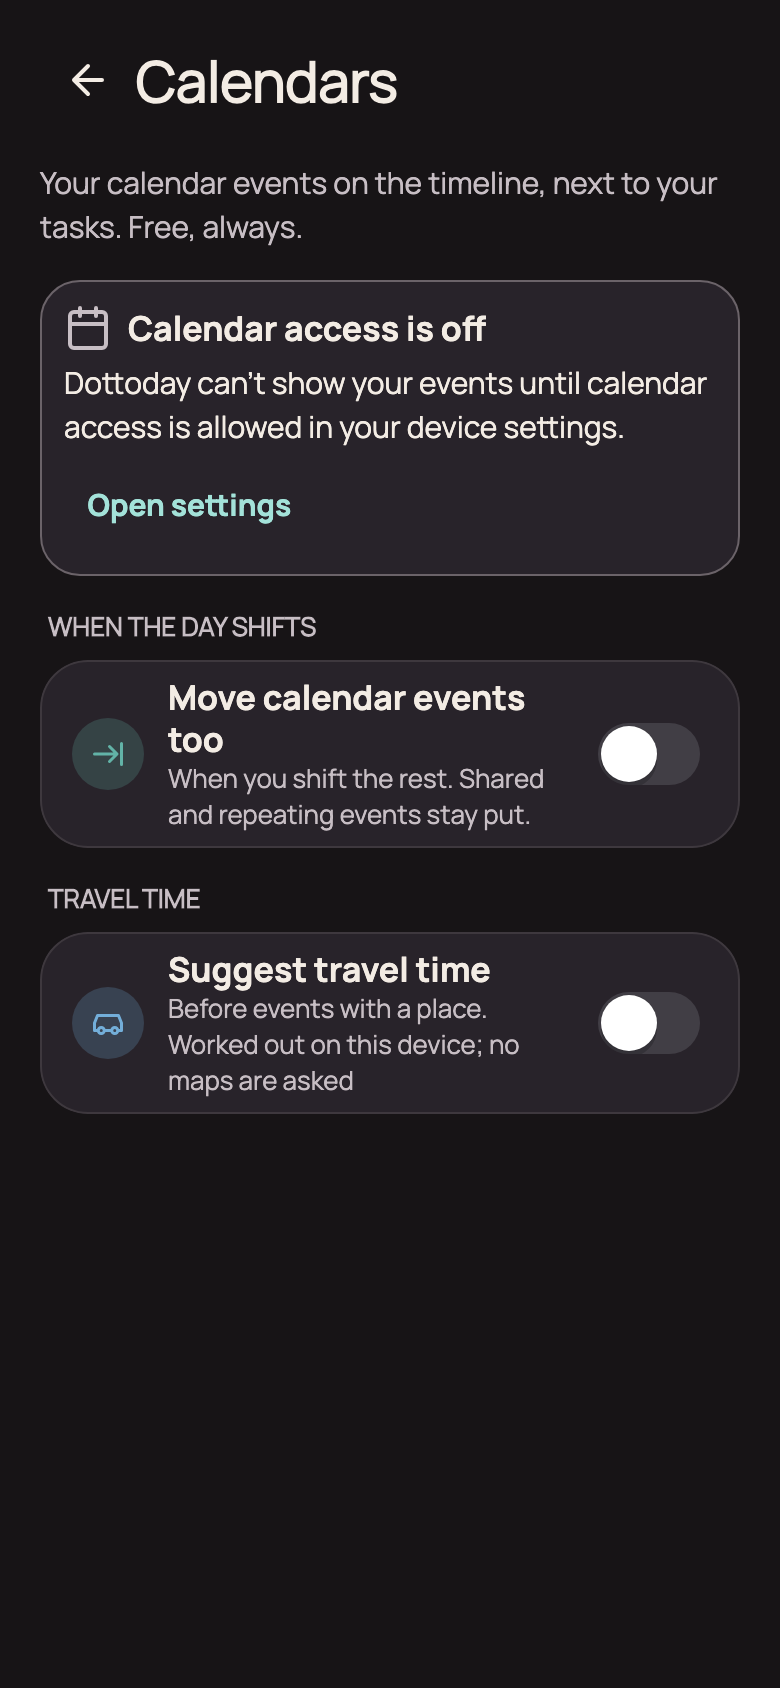 Calendars
Your calendar events on the timeline, next to your
tasks. Free, always.
Calendar access is off
Dottoday can’t show your events until calendar
access is allowed in your device settings.
Open settings
WHEN THE DAY SHIFTS
Move calendar events
too
When you shift the rest. Shared
and repeating events stay put.
TRAVEL TIME
Suggest travel time
Before events with a place.
Worked out on this device; no
maps are asked